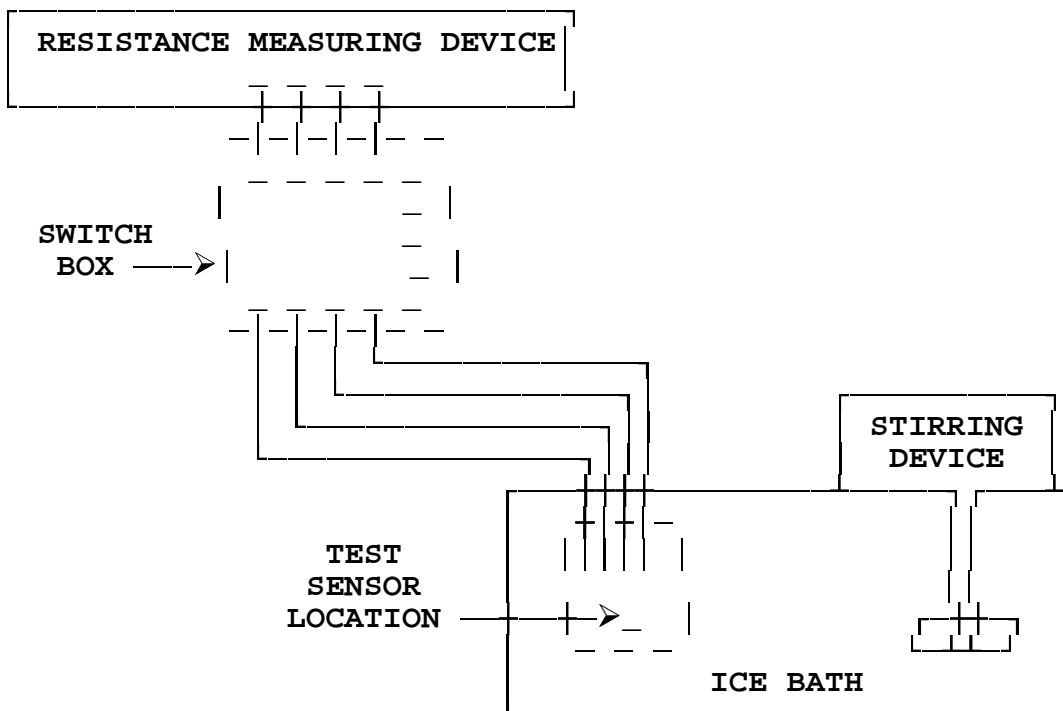 RESISTANCE MEASURING DEVICE
SWITCH
BOX
STIRRING
DEVICE
TEST
SENSOR
LOCATION
ICE BATH